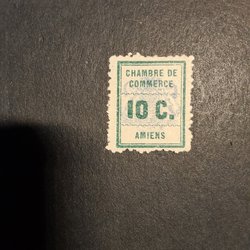 CHAMBRE DE
COMMERCE
10 C.
AMIENS